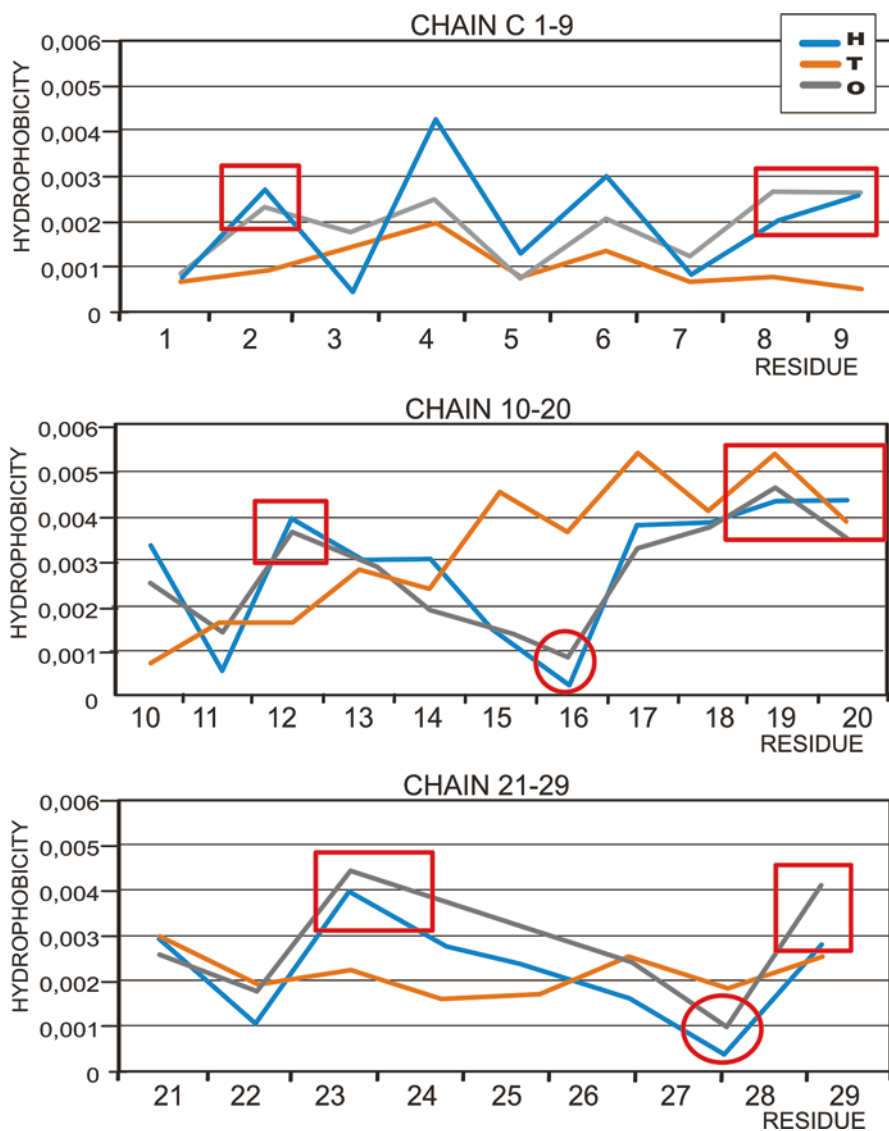 CHAIN C 1-9
H
T
O
HYDROPHOBICITY
0,006
0,005
0,004
0,003
0,002
0,001
0
1 2 3 4 5 6 7 8 9
RESIDUE
CHAIN 10-20
HYDROPHOBICITY
0,006
0,005
0,004
0,003
0,002
0,001
0
10 11 12 13 14 15 16 17 18 19 20
RESIDUE
CHAIN 21-29
HYDROPHOBICITY
0,006
0,005
0,004
0,003
0,002
0,001
0
21 22 23 24 25 26 27 28 29
RESIDUE